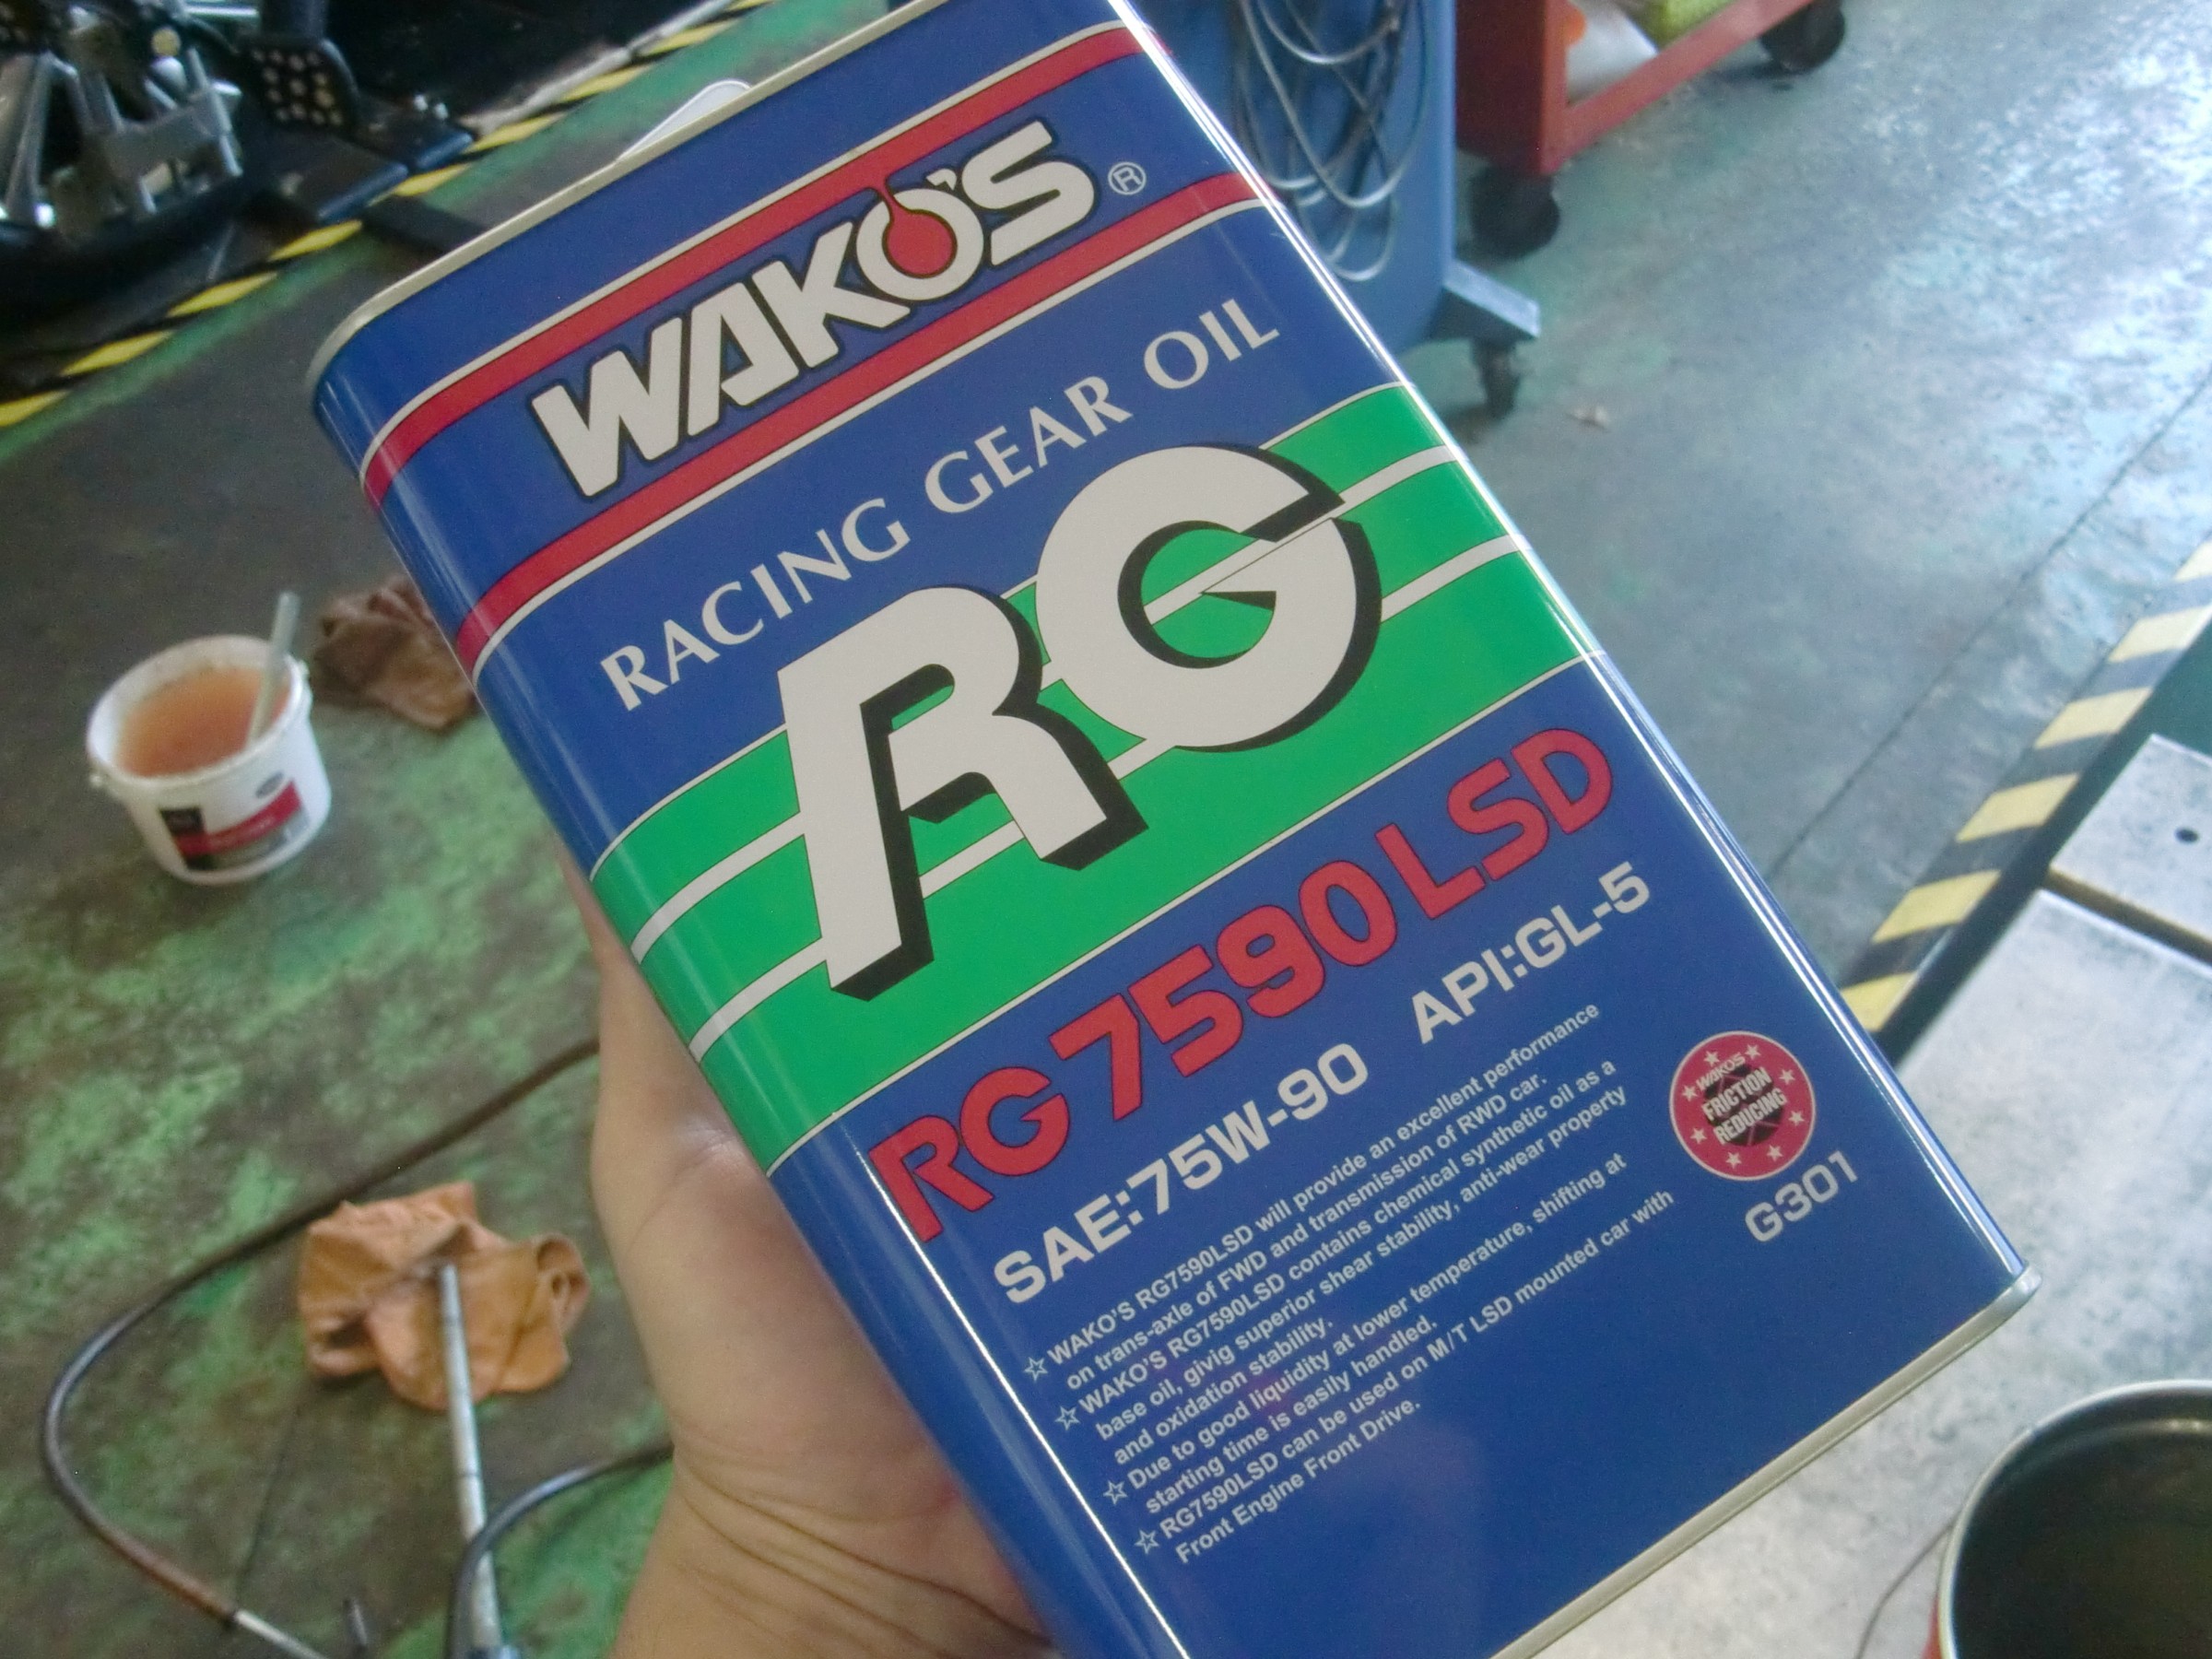 WAKO'S ®
RACING GEAR OIL
RG
RG7590LSD
SAE:75W-90 API:GL-5
☆ WAKO'S RG7590LSD will provide an excellent performance
on trans-axle of FWD and transmission of RWD car.
☆ WAKO'S RG7590LSD contains chemical synthetic oil as a
base oil, givig superior shear stability, anti-wear property
and oxidation stability.
☆ Due to good liquidity at lower temperature, shifting at
starting time is easily handled.
☆ RG7590LSD can be used on M/T LSD mounted car with
Front Engine Front Drive.
WAKO'S
FRICTION
REDUCING
G301